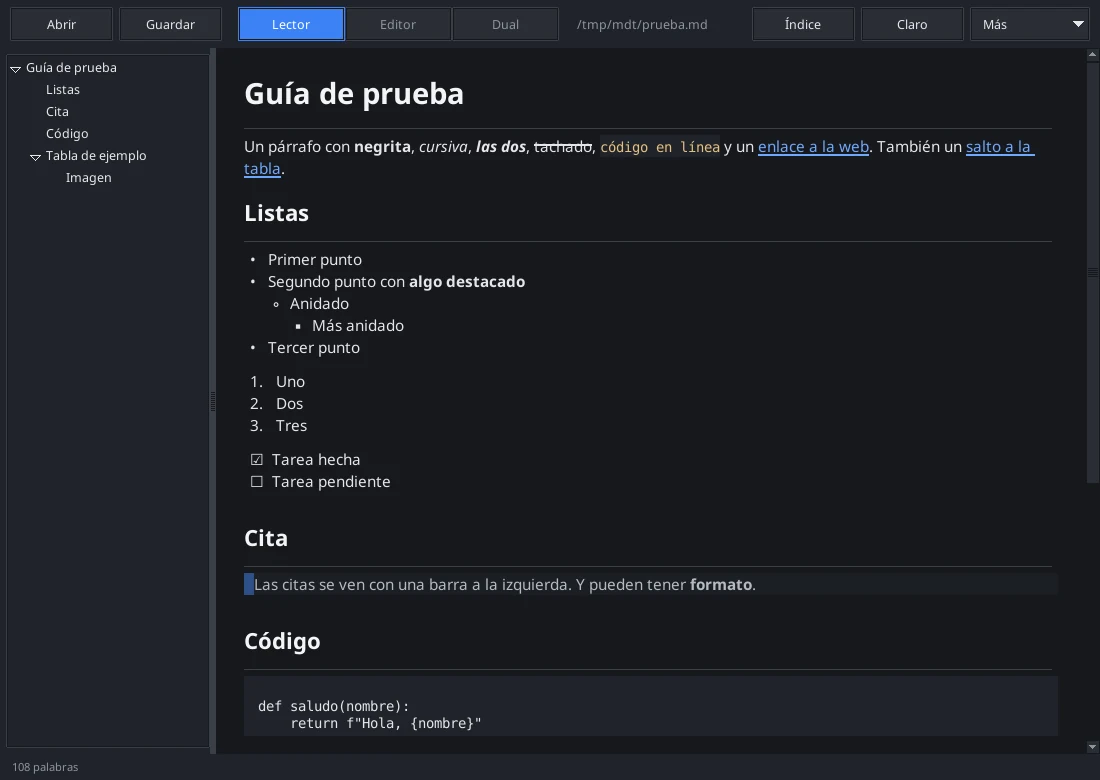 Abrir Guardar Lector Editor Dual /tmp/mdt/prueba.md Índice Claro Más
Guía de prueba
Listas
Cita
Código
Tabla de ejemplo
Imagen
Guía de prueba
Un párrafo con negrita, cursiva, las dos, tachado, código en línea y un enlace a la web. También un salto a la
tabla.
Listas
• Primer punto
• Segundo punto con algo destacado
◦ Anidado
▪ Más anidado
• Tercer punto
1. Uno
2. Dos
3. Tres
☑ Tarea hecha
☐ Tarea pendiente
Cita
Las citas se ven con una barra a la izquierda. Y pueden tener formato.
Código
def saludo(nombre):
    return f"Hola, {nombre}"
108 palabras